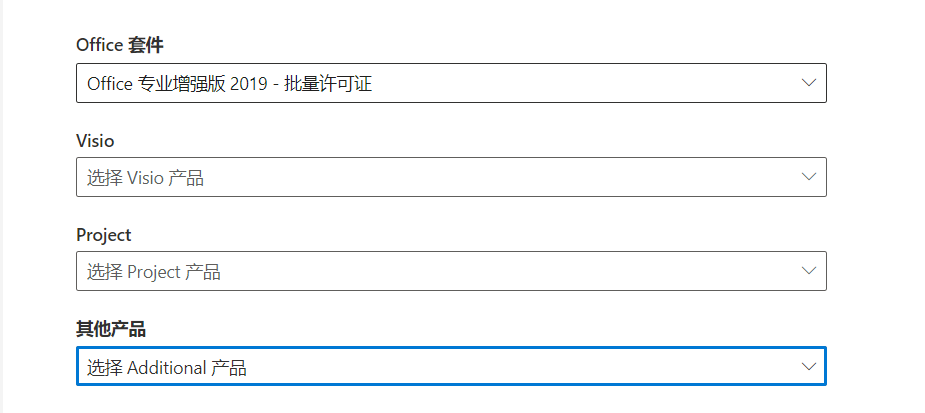 Office 套件
Office 专业增强版 2019 - 批量许可证
Visio
选择 Visio 产品
Project
选择 Project 产品
其他产品
选择 Additional 产品